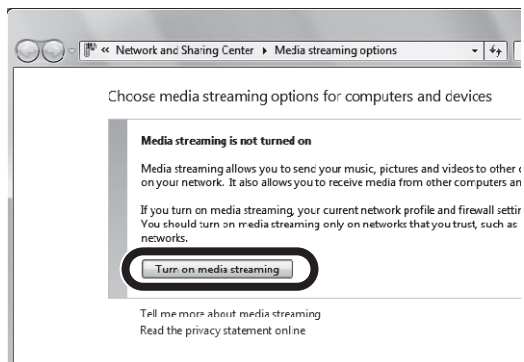 « Network and Sharing Center ▸ Media streaming options
Choose media streaming options for computers and devices
Media streaming is not turned on
Media streaming allows you to send your music, pictures and videos to other
on your network. It also allows you to receive media from other computers
If you turn on media streaming, your current network profile and firewall
You should turn on media streaming only on networks that you trust, such as
networks.
Turn on media streaming
Tell me more about media streaming
Read the privacy statement online